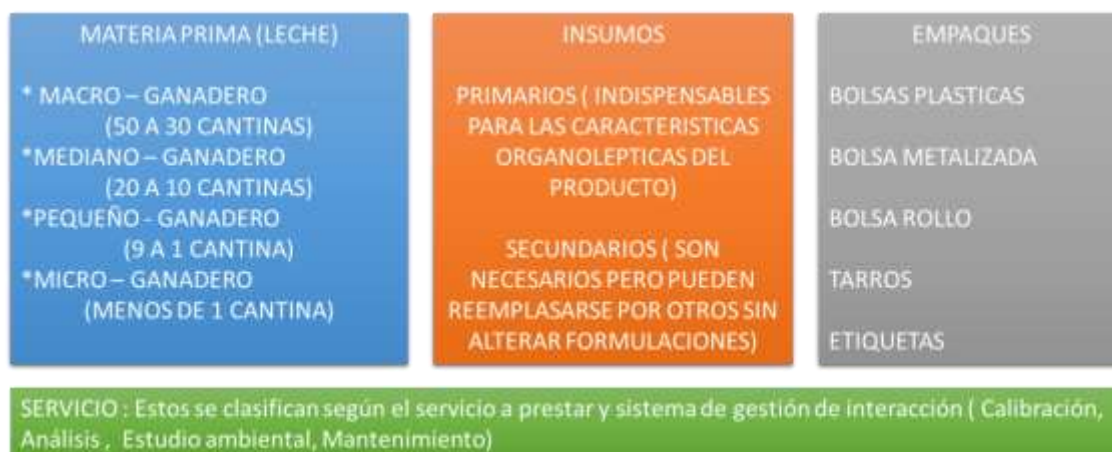 MATERIA PRIMA (LECHE)
* MACRO – GANADERO
(50 A 30 CANTINAS)
*MEDIANO – GANADERO
(20 A 10 CANTINAS)
*PEQUEÑO - GANADERO
(9 A 1 CANTINA)
*MICRO – GANADERO
(MENOS DE 1 CANTINA)
INSUMOS
PRIMARIOS ( INDISPENSABLES
PARA LAS CARACTERISTICAS
ORGANOLEPTICAS DEL
PRODUCTO)
SECUNDARIOS ( SON
NECESARIOS PERO PUEDEN
REEMPLASARSE POR OTROS SIN
ALTERAR FORMULACIONES)
EMPAQUES
BOLSAS PLASTICAS
BOLSA METALIZADA
BOLSA ROLLO
TARROS
ETIQUETAS
SERVICIO : Estos se clasifican según el servicio a prestar y sistema de gestión de interacción ( Calibración,
Análisis , Estudio ambiental, Mantenimiento)